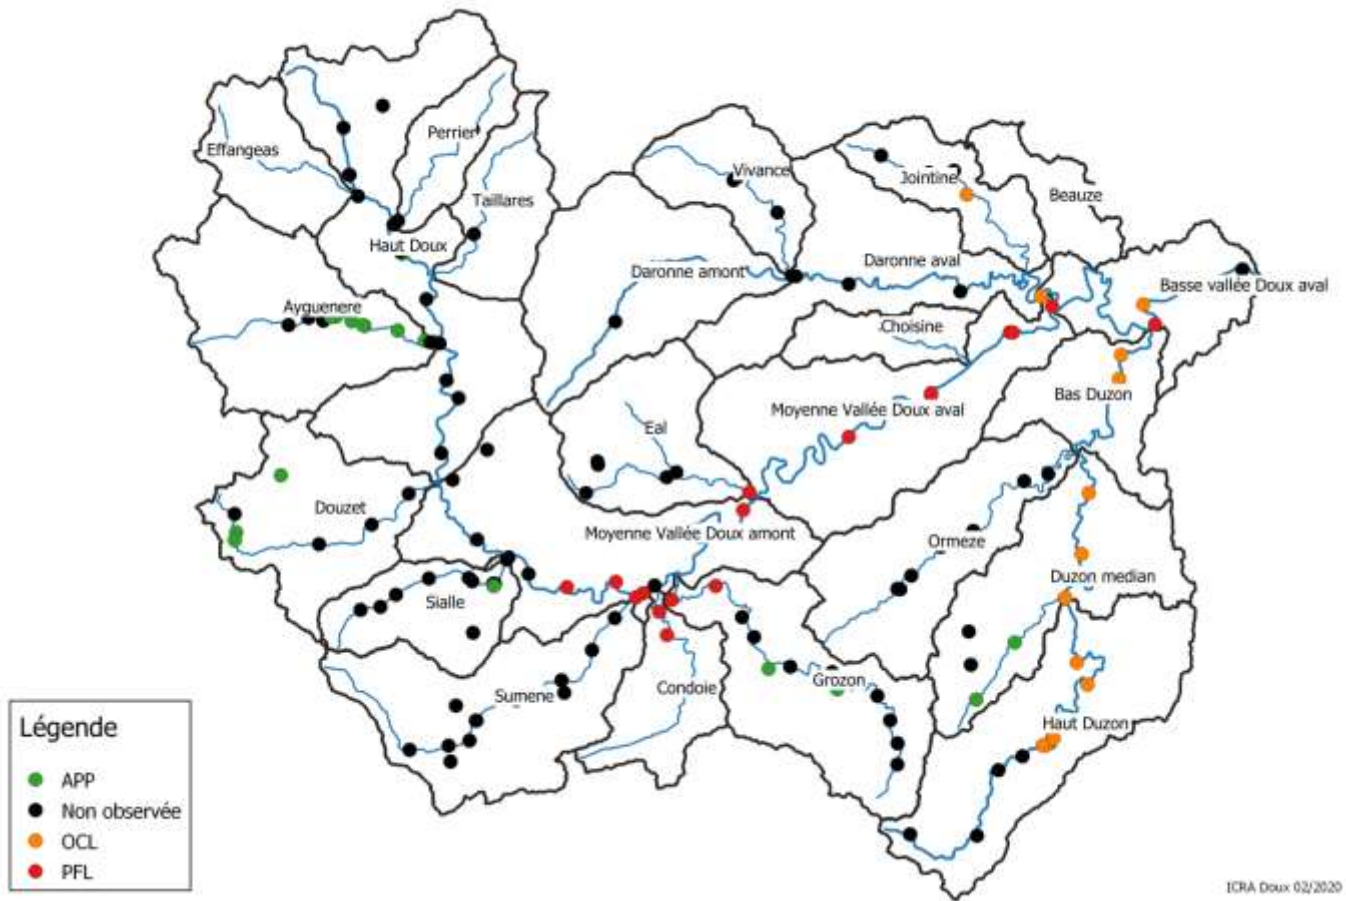 Perrier
Effangeas
Vivance
Jointine
Taillares
Beauze
Haut Doux
Daronne aval
Daronne amont
Basse vallée Doux aval
Ayguenere
Choisine
Bas Duzon
Moyenne Vallée Doux aval
Eal
Douzet
Moyenne Vallée Doux amont
Ormeze
Duzon median
Sialle
Grozon
Condoie
Sumene
Haut Duzon
Légende
APP
Non observée
OCL
PFL
ICRA Doux 02/2020